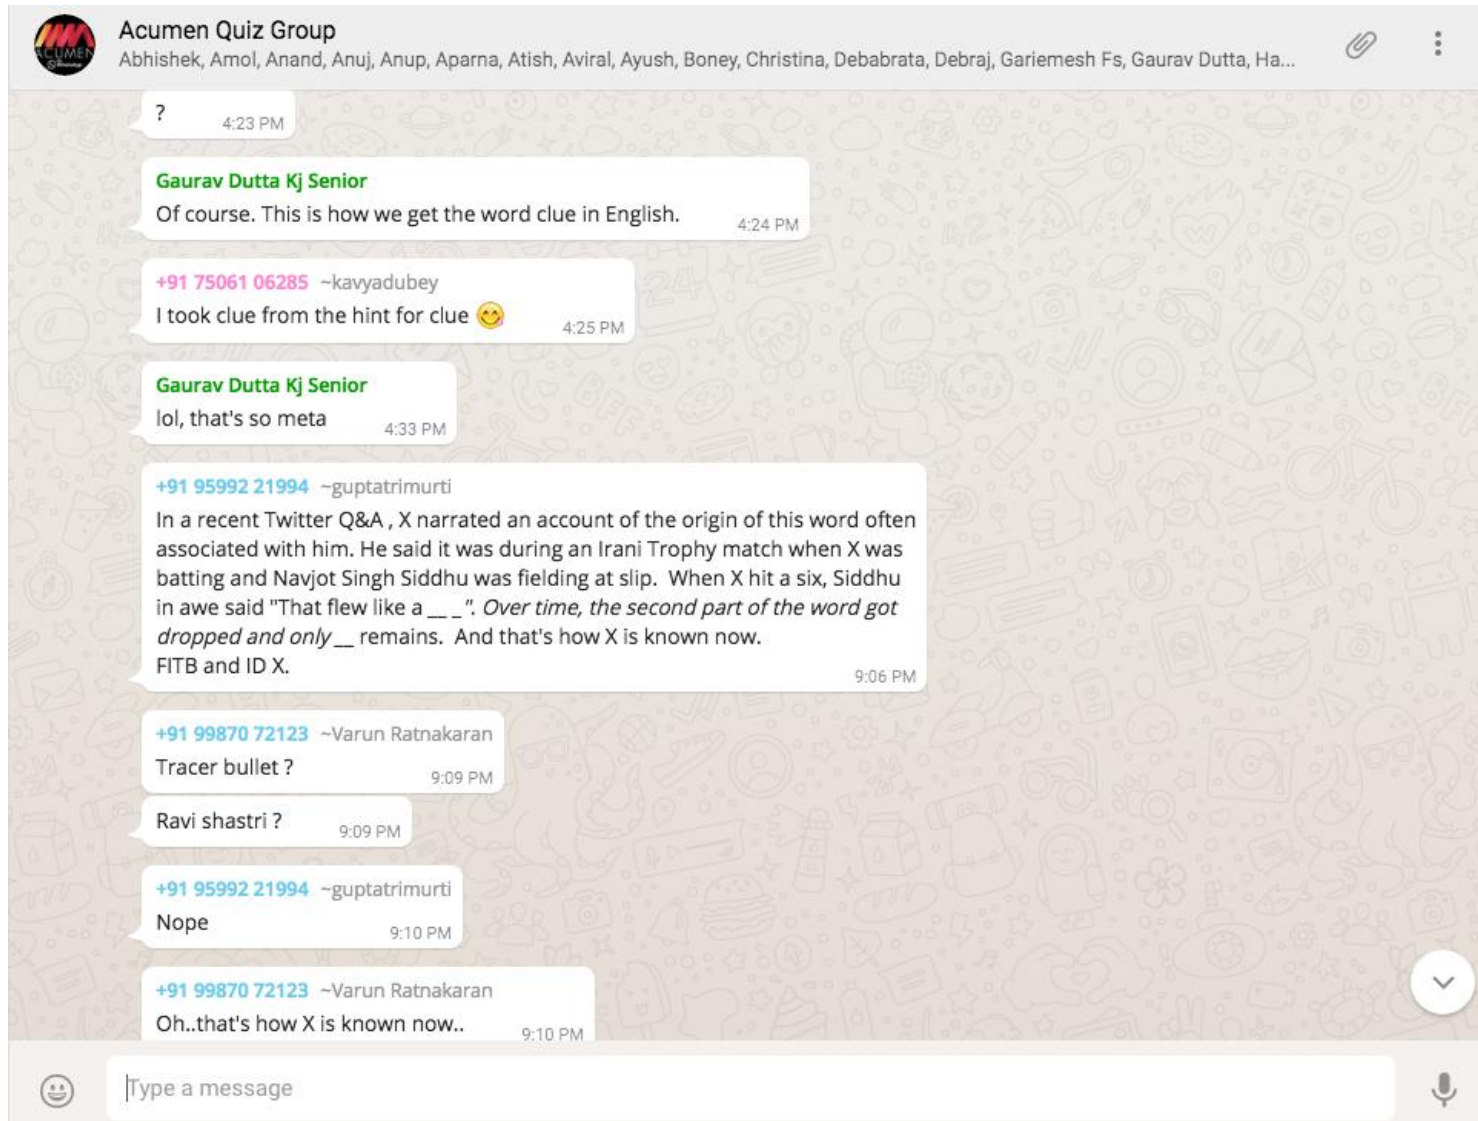 ACUMEN
Acumen Quiz Group
Abhishek, Amol, Anand, Anuj, Anup, Aparna, Atish, Aviral, Ayush, Boney, Christina, Debabrata, Debraj, Gariemesh Fs, Gaurav Dutta, Ha...
?
4:23 PM
Gaurav Dutta Kj Senior
Of course. This is how we get the word clue in English.
4:24 PM
+91 75061 06285 ~kavyadubey
I took clue from the hint for clue 😋
4:25 PM
Gaurav Dutta Kj Senior
lol, that's so meta
4:33 PM
+91 95992 21994 ~guptatrimurti
In a recent Twitter Q&A , X narrated an account of the origin of this word often
associated with him. He said it was during an Irani Trophy match when X was
batting and Navjot Singh Siddhu was fielding at slip. When X hit a six, Siddhu
in awe said "That flew like a __ _". Over time, the second part of the word got
dropped and only __ remains. And that's how X is known now.
FITB and ID X.
9:06 PM
+91 99870 72123 ~Varun Ratnakaran
Tracer bullet ?
9:09 PM
Ravi shastri ?
9:09 PM
+91 95992 21994 ~guptatrimurti
Nope
9:10 PM
+91 99870 72123 ~Varun Ratnakaran
Oh..that's how X is known now..
9:10 PM
Type a message